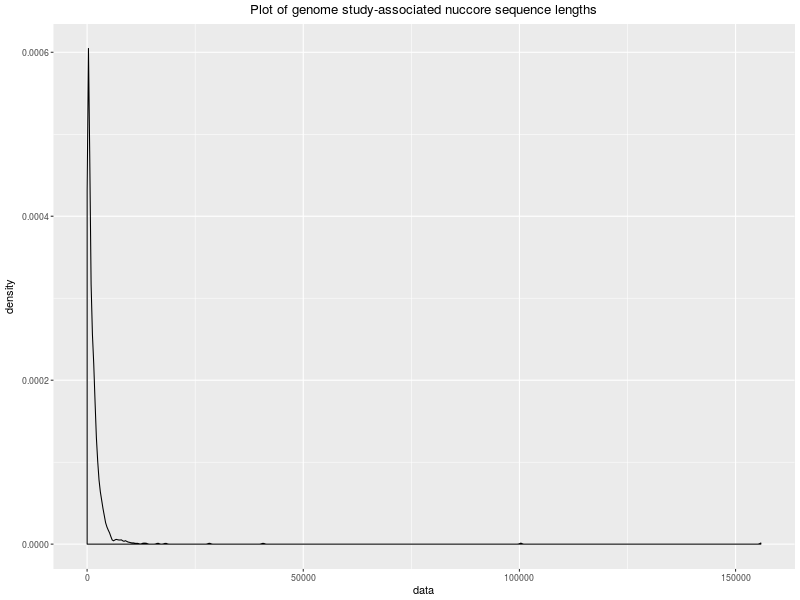 Plot of genome study-associated nuccore sequence lengths
0.0006
0.0004
density
0.0002
0.0000
0
50000
100000
150000
data